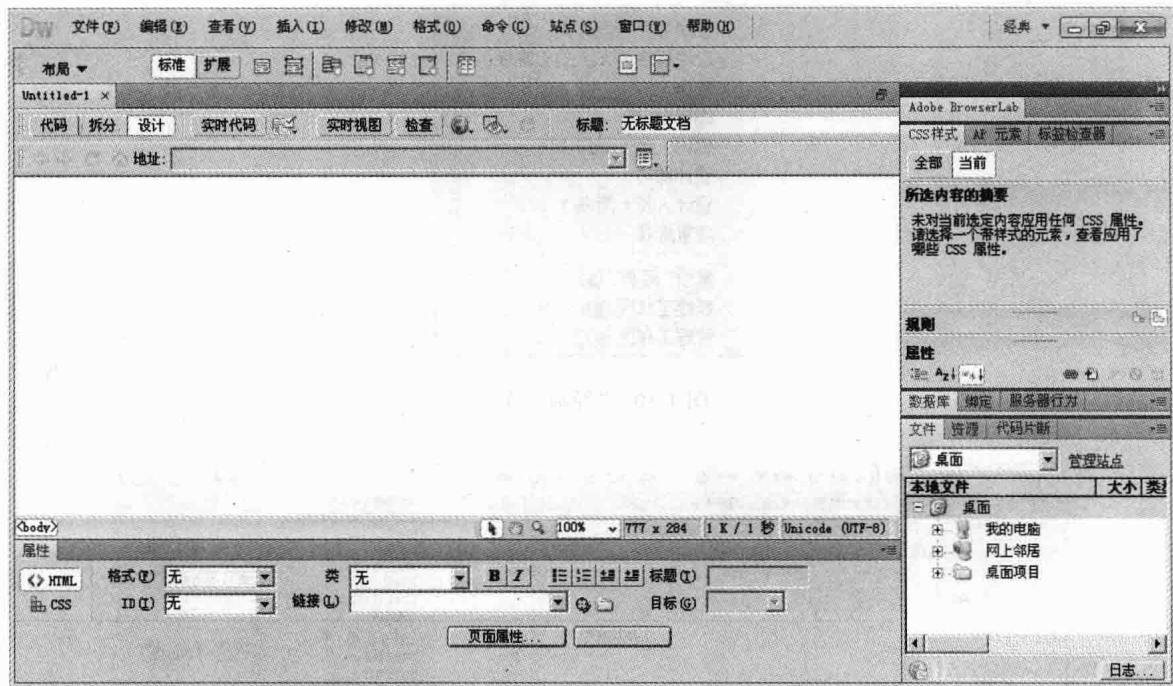 Dw 文件(F) 编辑(E) 查看(V) 插入(I) 修改(M) 格式(O) 命令(C) 站点(S) 窗口(W) 帮助(H) 经典
布局 标准 扩展
Untitled-1 ×
代码 拆分 设计 实时代码 实时视图 检查 标题: 无标题文档
地址:
Adobe BrowserLab
CSS样式 AP 元素 标签检查器
全部 当前
所选内容的摘要
未对当前选定内容应用任何 CSS 属性。
请选择一个带样式的元素，查看应用了
哪些 CSS 属性。
规则
属性
数据库 绑定 服务器行为
文件 资源 代码片断
桌面 管理站点
本地文件 大小 类型
桌面
我的电脑
网上邻居
桌面项目
日志...
<body> 100% 777 x 284 1 K / 1 秒 Unicode (UTF-8)
属性
<> HTML 格式(F) 无 类 无 B I 标题(T)
CSS ID(I) 无 链接(L) 目标(G)
页面属性...